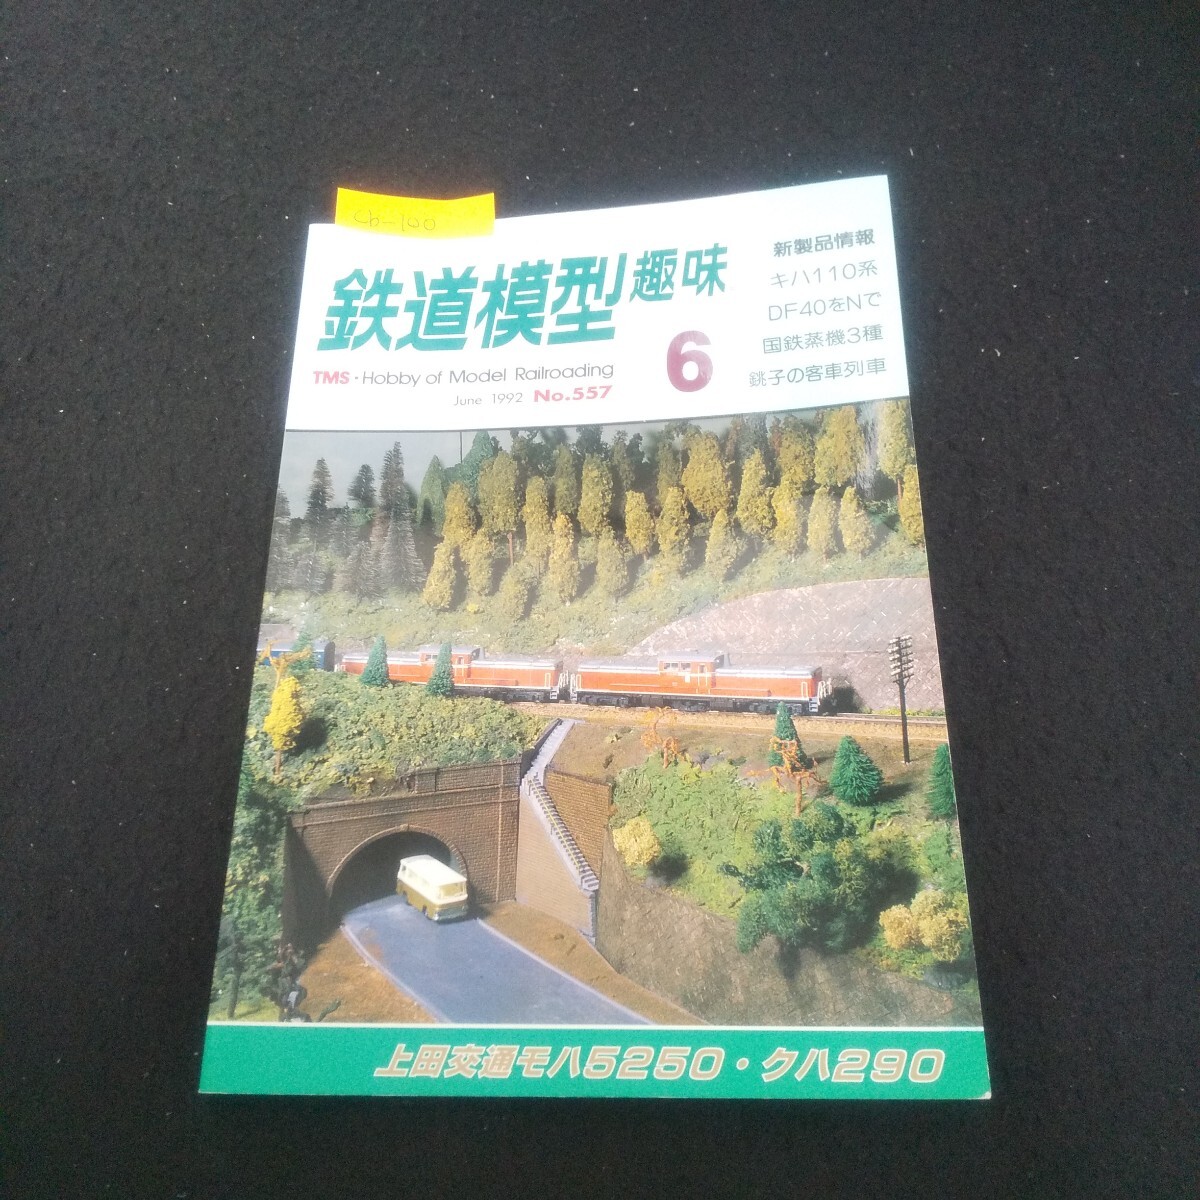 cb-100
鉄道模型趣味
TMS・Hobby of Model Railroading
June 1992 No.557
6
新製品情報
キハ110系
DF40をNで
国鉄蒸機3種
銚子の客車列車
上田交通モハ5250・クハ290